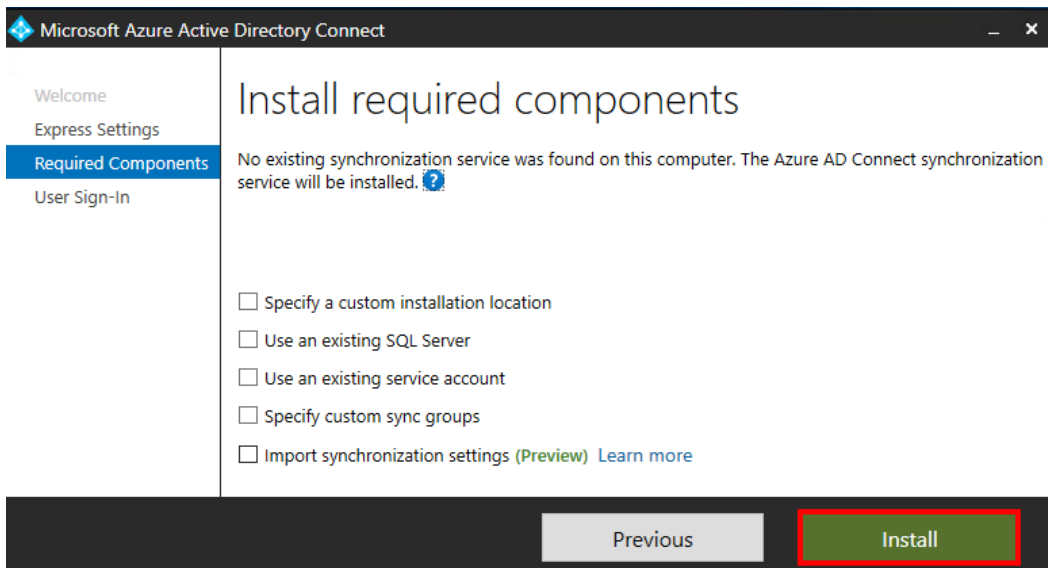 Microsoft Azure Active Directory Connect
Welcome
Express Settings
Required Components
User Sign-In
Install required components
No existing synchronization service was found on this computer. The Azure AD Connect synchronization
service will be installed. ?
Specify a custom installation location
Use an existing SQL Server
Use an existing service account
Specify custom sync groups
Import synchronization settings (Preview) Learn more
Previous
Install